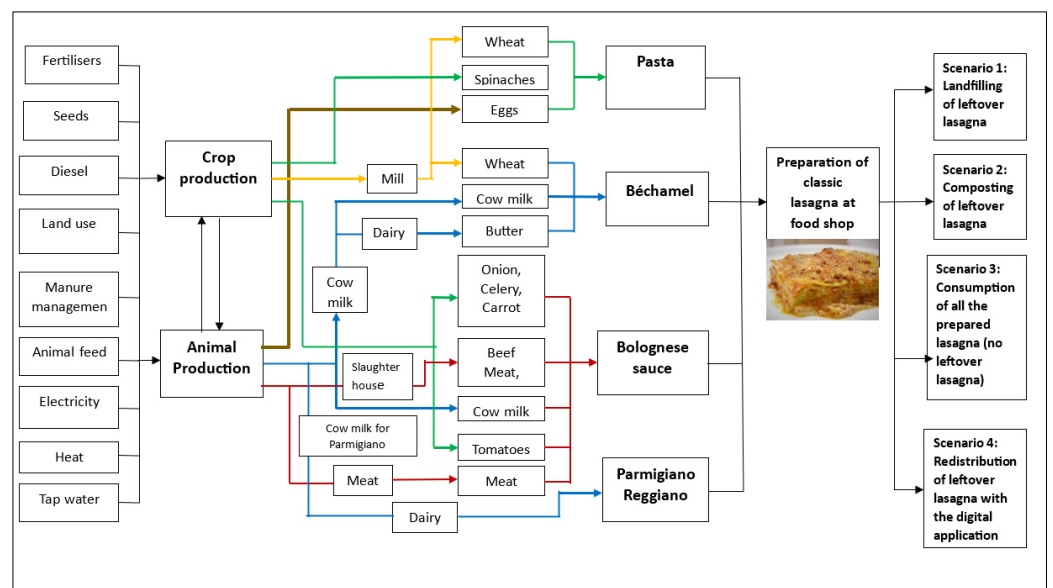 Fertilisers
Seeds
Diesel
Land use
Manure
managemen
Animal feed
Electricity
Heat
Tap water
Crop
production
Animal
Production
Mill
Dairy
Cow
milk
Slaughter
house
Cow milk for
Parmigiano
Meat
Dairy
Wheat
Spinaches
Eggs
Wheat
Cow milk
Butter
Onion,
Celery,
Carrot
Beef
Meat,
Cow milk
Tomatoes
Meat
Pasta
Béchamel
Bolognese
sauce
Parmigiano
Reggiano
Preparation of
classic
lasagna at
food shop
Scenario 1:
Landfilling
of leftover
lasagna
Scenario 2:
Composting
of leftover
lasagna
Scenario 3:
Consumption
of all the
prepared
lasagna (no
leftover
lasagna)
Scenario 4:
Redistribution
of leftover
lasagna with
the digital
application